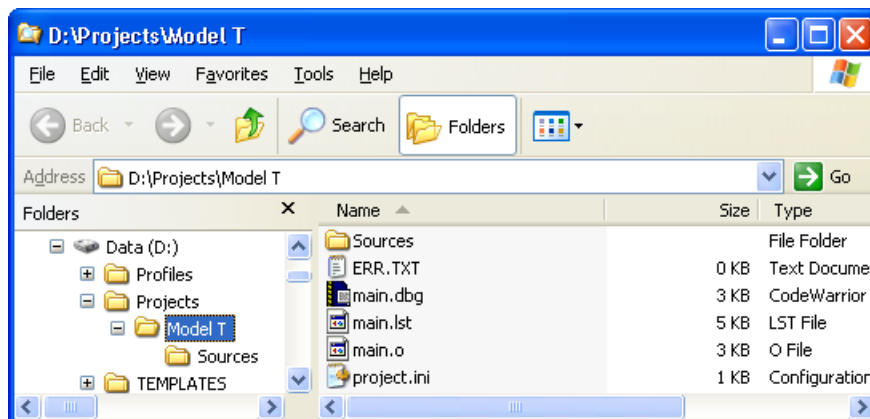 D:\Projects\Model T
File Edit View Favorites Tools Help
Back Search Folders
Address D:\Projects\Model T Go
Folders Name Size Type
Data (D:) Sources File Folder
Profiles ERR.TXT 0 KB Text Docume
Projects main.dbg 3 KB CodeWarrior
Model T main.lst 5 KB LST File
Sources main.o 3 KB O File
TEMPLATES project.ini 1 KB Configuration